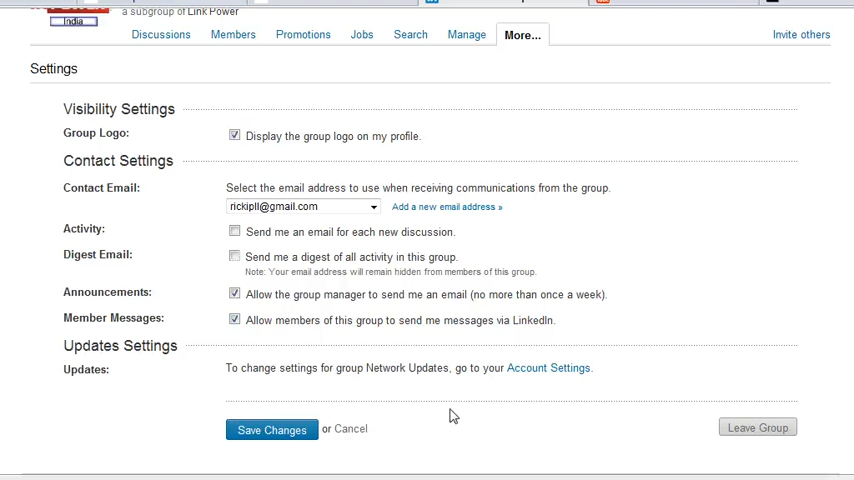 India
a subgroup of Link Power
Discussions Members Promotions Jobs Search Manage More... Invite others
Settings
Visibility Settings
Group Logo: Display the group logo on my profile.
Contact Settings
Contact Email: Select the email address to use when receiving communications from the group.
rickipll@gmail.com Add a new email address »
Activity: Send me an email for each new discussion.
Digest Email: Send me a digest of all activity in this group.
Note: Your email address will remain hidden from members of this group.
Announcements: Allow the group manager to send me an email (no more than once a week).
Member Messages: Allow members of this group to send me messages via LinkedIn.
Updates Settings
Updates: To change settings for group Network Updates, go to your Account Settings.
Save Changes or Cancel Leave Group